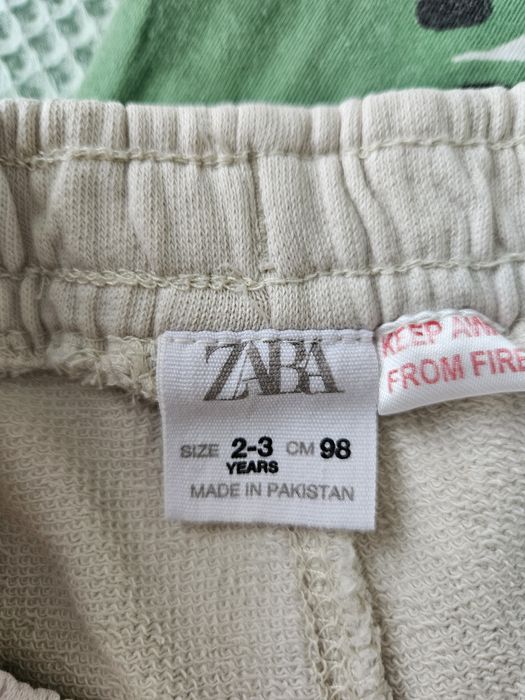 ZARA
KEEP AWAY
FROM FIRE
SIZE 2-3 CM 98
YEARS
MADE IN PAKISTAN